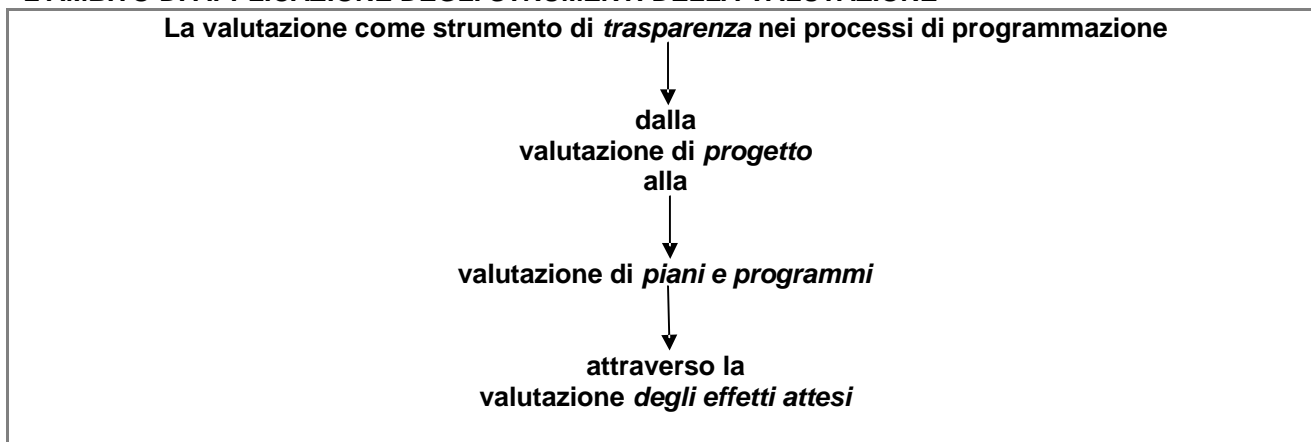 La valutazione come strumento di trasparenza nei processi di programmazione
dalla
valutazione di progetto
alla
valutazione di piani e programmi
attraverso la
valutazione degli effetti attesi